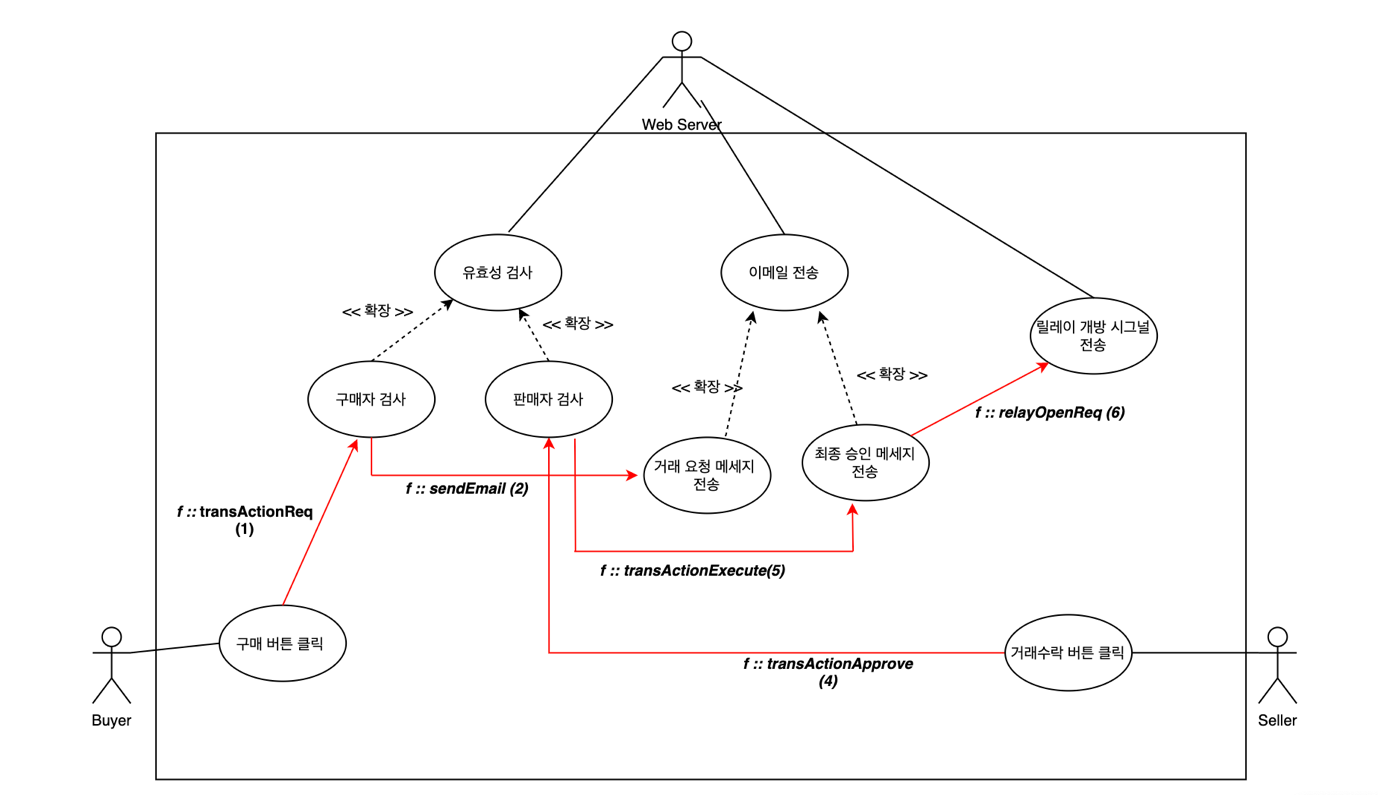 Web Server
유효성 검사
이메일 전송
<< 확장 >>
<< 확장 >>
릴레이 개방 시그널
전송
구매자 검사
판매자 검사
<< 확장 >>
<< 확장 >>
f :: relayOpenReq (6)
거래 요청 메세지
전송
최종 승인 메세지
전송
f :: sendEmail (2)
f :: transActionReq
(1)
f :: transActionExecute(5)
구매 버튼 클릭
거래수락 버튼 클릭
f :: transActionApprove
(4)
Buyer
Seller